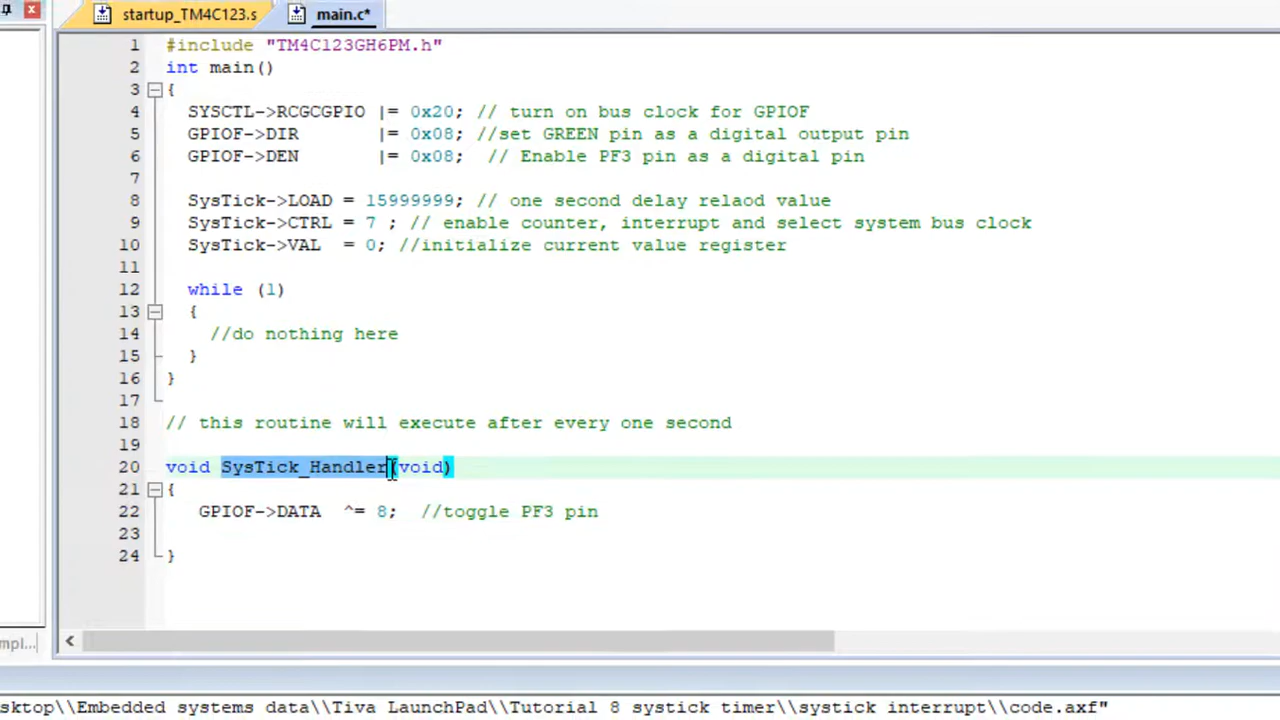 startup_TM4C123.s main.c*
1 #include "TM4C123GH6PM.h"
2 int main()
3 {
4 SYSCTL->RCGCGPIO |= 0x20; // turn on bus clock for GPIOF
5 GPIOF->DIR |= 0x08; //set GREEN pin as a digital output pin
6 GPIOF->DEN |= 0x08; // Enable PF3 pin as a digital pin
7
8 SysTick->LOAD = 15999999; // one second delay relaod value
9 SysTick->CTRL = 7 ; // enable counter, interrupt and select system bus clock
10 SysTick->VAL = 0; //initialize current value register
11
12 while (1)
13 {
14 //do nothing here
15 }
16 }
17
18 // this routine will execute after every one second
19
20 void SysTick_Handler(void)
21 {
22 GPIOF->DATA ^= 8; //toggle PF3 pin
23
24 }
mpl...
sktop\\Embedded systems data\\Tiva LaunchPad\\Tutorial 8 systick timer\\systick interrupt\\code.axf"